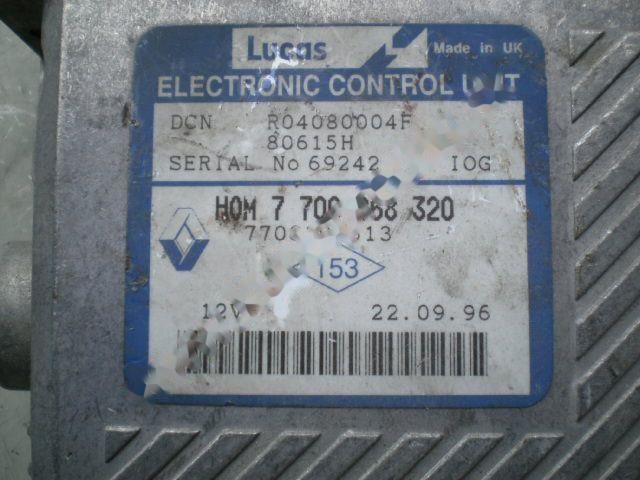 Lucas
Made in UK
ELECTRONIC CONTROL
DCN R04080004F
80615H
SERIAL No 69242 IOG
HOM 7 320
153
12V 22.09.96